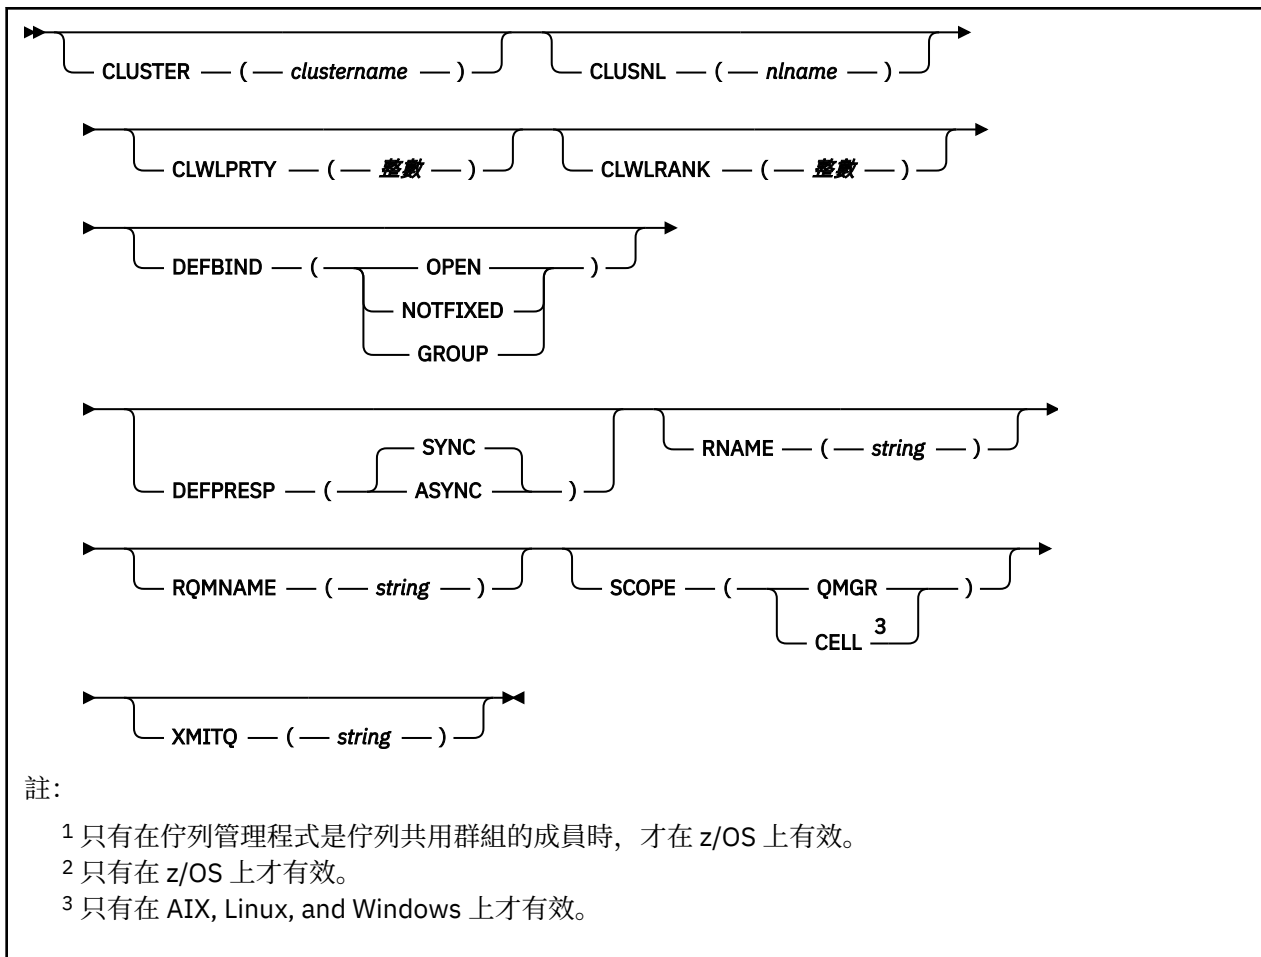 CLUSTER ( clustername ) CLUSNL ( nlname )
CLWLPRTY ( 整數 ) CLWLRANK ( 整數 )
DEFBIND ( OPEN )
NOTFIXED
GROUP
SYNC
DEFPRESP ( ASYNC )
RNAME ( string )
RQMNAME ( string ) SCOPE ( QMGR )
CELL 3
XMITQ ( string )
註:
1 只有在佇列管理程式是佇列共用群組的成員時，才在 z/OS 上有效。
2 只有在 z/OS 上才有效。
3 只有在 AIX, Linux, and Windows 上才有效。